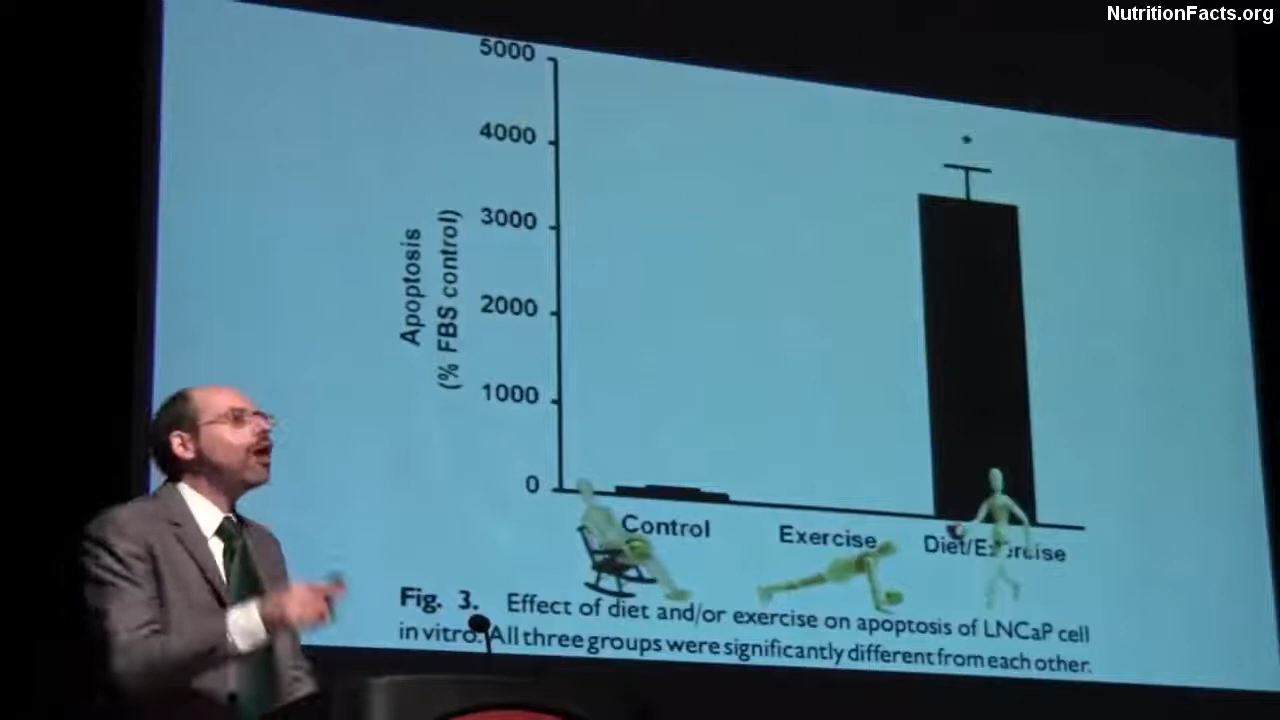 NutritionFacts.org
5000
4000
3000
2000
1000
0
Apoptosis
(% FBS control)
Control
Exercise
Diet/Exercise
Fig. 3. Effect of diet and/or exercise on apoptosis of LNCaP cell
in vitro. All three groups were significantly different from each other.